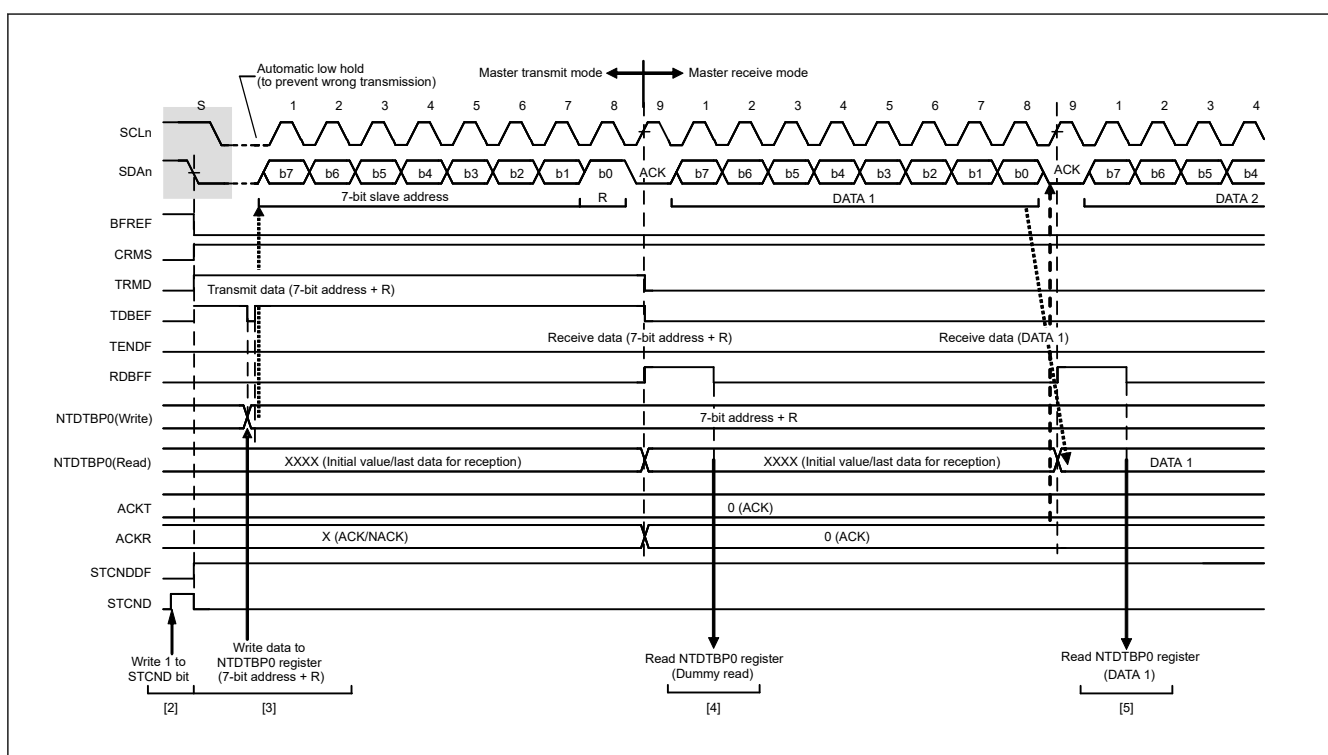 Automatic low hold
(to prevent wrong transmission)
Master transmit mode
Master receive mode
S 1 2 3 4 5 6 7 8 9 1 2 3 4 5 6 7 8 9 1 2 3 4
SCLn
SDAn b7 b6 b5 b4 b3 b2 b1 b0 ACK b7 b6 b5 b4 b3 b2 b1 b0 ACK b7 b6 b5 b4
7-bit slave address R DATA 1 DATA 2
BFREF
CRMS
TRMD Transmit data (7-bit address + R)
TDBEF
Receive data (7-bit address + R) Receive data (DATA 1)
TENDF
RDBFF
NTDTBP0(Write) 7-bit address + R
NTDTBP0(Read) XXXX (Initial value/last data for reception) XXXX (Initial value/last data for reception) DATA 1
ACKT 0 (ACK)
ACKR X (ACK/NACK) 0 (ACK)
STCNDDF
STCND
Write 1 to
STCND bit
Write data to
NTDTBP0 register
(7-bit address + R)
Read NTDTBP0 register
(Dummy read)
Read NTDTBP0 register
(DATA 1)
[2] [3] [4] [5]